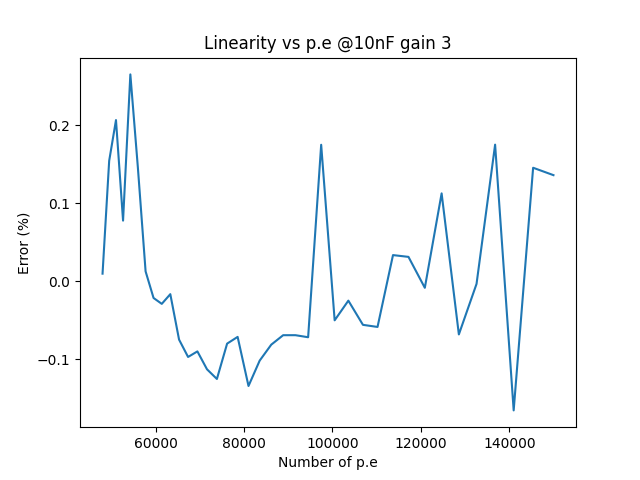 Linearity vs p.e @10nF gain 3
Error (%)
0.2
0.1
0.0
−0.1
60000 80000 100000 120000 140000
Number of p.e